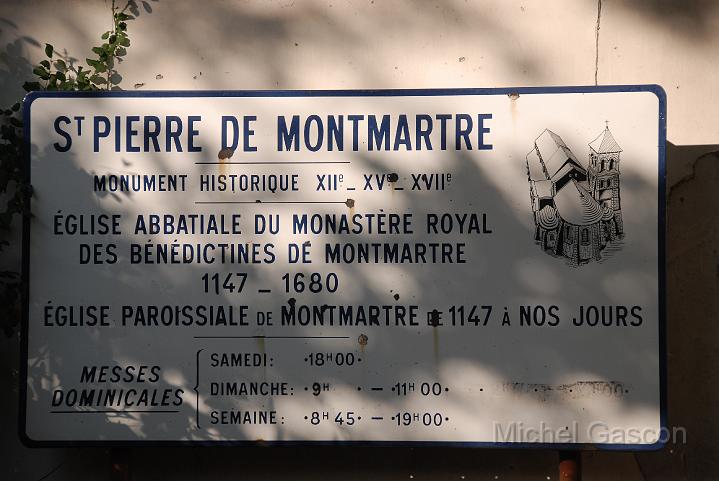 ST PIERRE DE MONTMARTRE
MONUMENT HISTORIQUE XIIe _ XVe _ XVIIe
ÉGLISE ABBATIALE DU MONASTÈRE ROYAL
DES BÉNÉDICTINES DE MONTMARTRE
1147 _ 1680
ÉGLISE PAROISSIALE DE MONTMARTRE DE 1147 À NOS JOURS
MESSES DOMINICALES
SAMEDI: ·18H00·
DIMANCHE: ·9H· – ·11H00·
SEMAINE: ·8H45· – ·19H00·
Michel Gascon